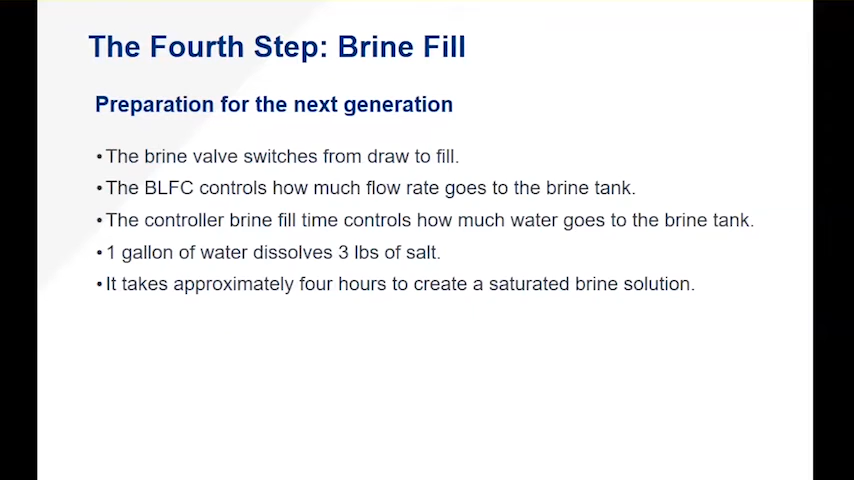 The Fourth Step: Brine Fill
Preparation for the next generation
•The brine valve switches from draw to fill.
•The BLFC controls how much flow rate goes to the brine tank.
•The controller brine fill time controls how much water goes to the brine tank.
•1 gallon of water dissolves 3 lbs of salt.
•It takes approximately four hours to create a saturated brine solution.